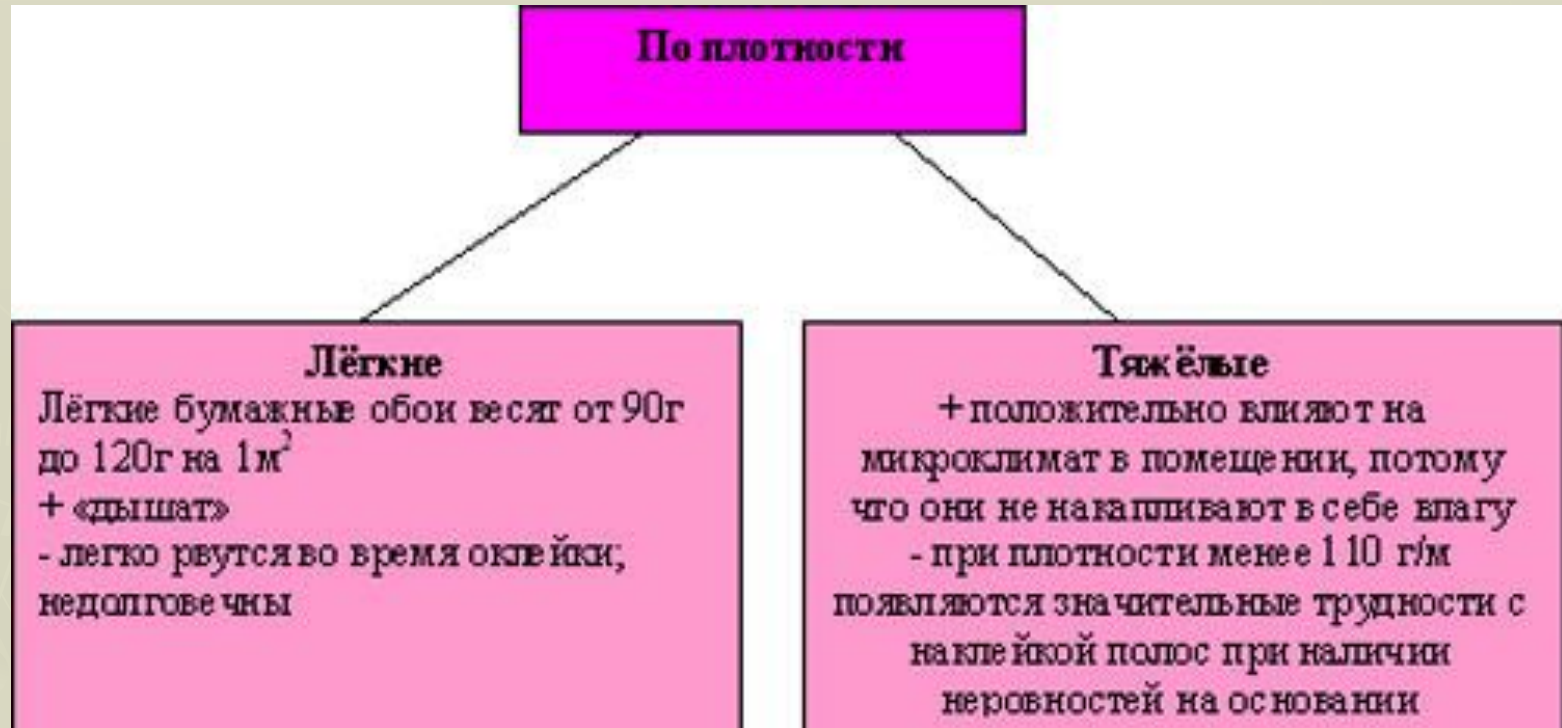 По плотности
Лёгкие
Лёгкие бумажные обои весят от 90г
до 120г на 1м²
+ «дышат»
- легко рвутся во время оклейки;
недолговечны
Тяжёлые
+ положительно влияют на
микроклимат в помещении, потому
что они не накапливают в себе влагу
- при плотности менее 110 г/м
появляются значительные трудности с
наклейкой полос при наличии
неровностей на основании